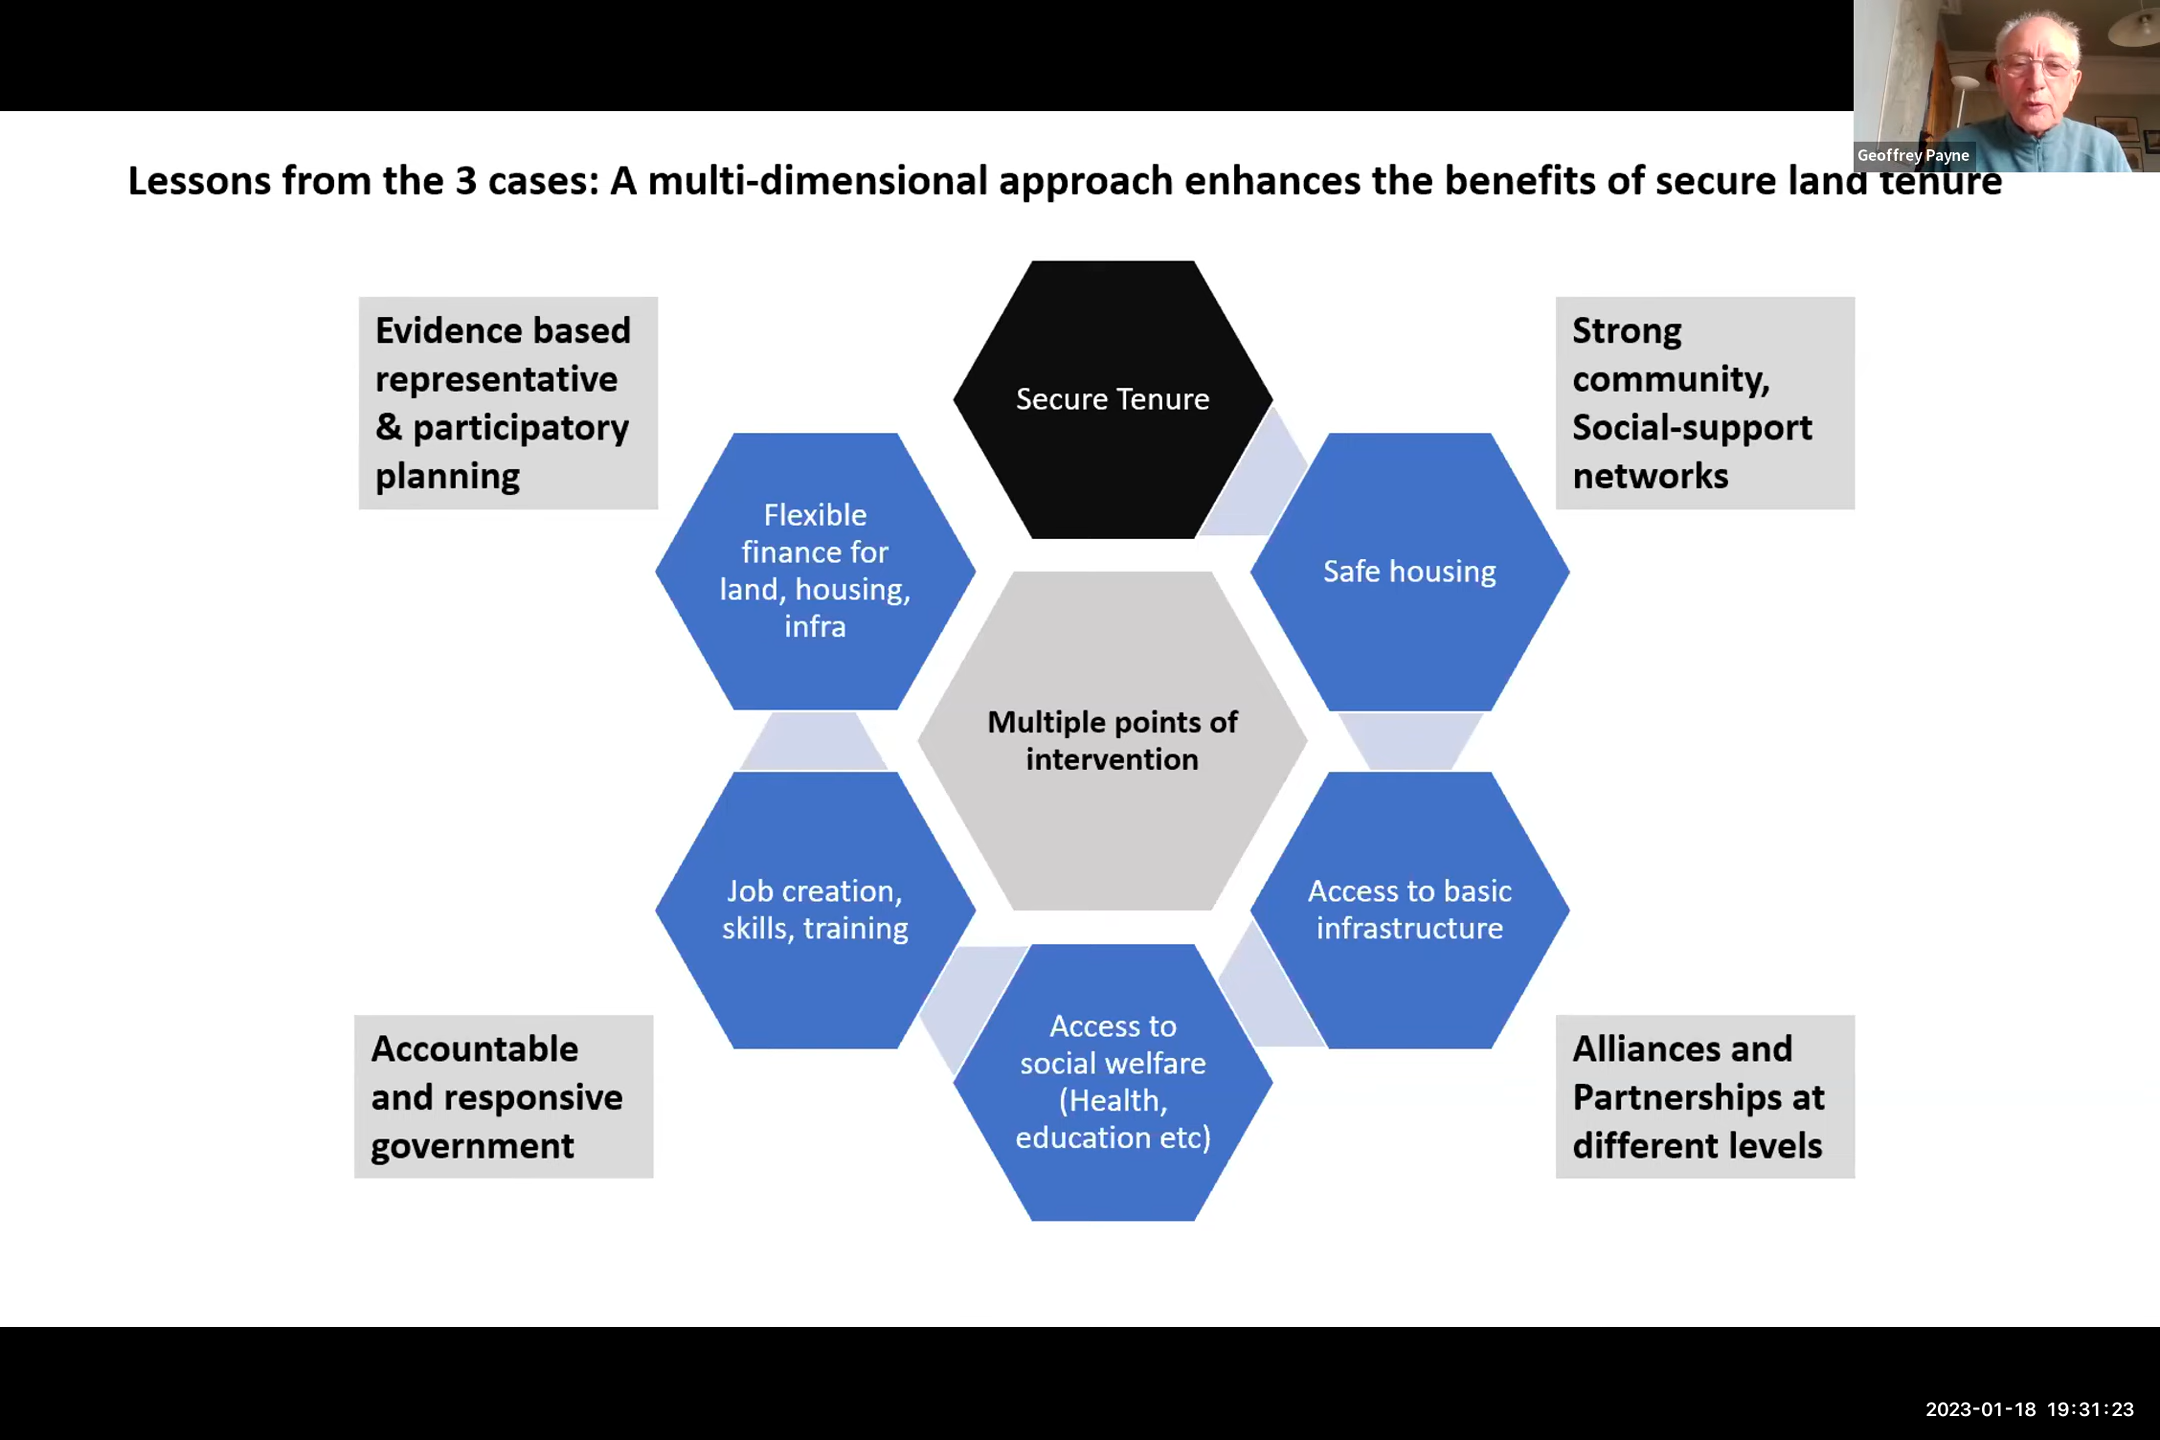 Geoffrey Payne
Lessons from the 3 cases: A multi-dimensional approach enhances the benefits of secure land tenure
Evidence based
representative
& participatory
planning
Strong
community,
Social-support
networks
Secure Tenure
Flexible
finance for
land, housing,
infra
Safe housing
Multiple points of
intervention
Job creation,
skills, training
Access to basic
infrastructure
Access to
social welfare
(Health,
education etc)
Accountable
and responsive
government
Alliances and
Partnerships at
different levels
2023-01-18 19:31:23